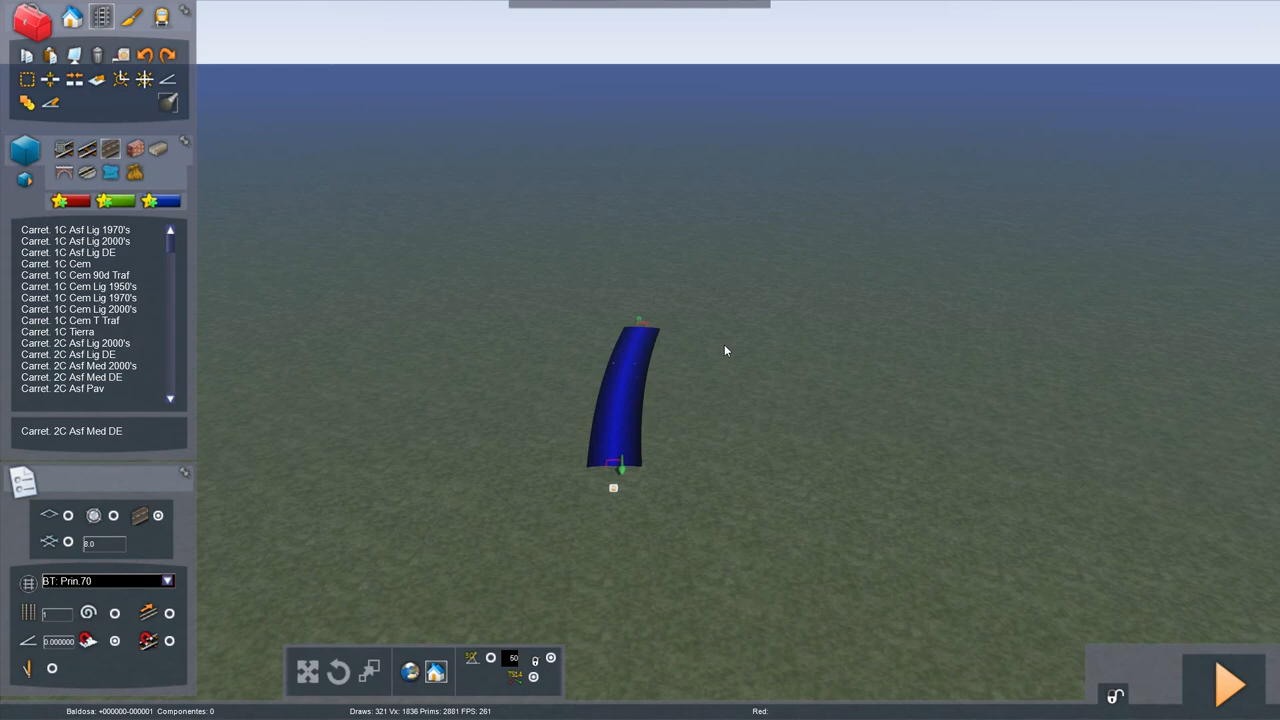 Carret. 1C Asf Lig 1970's
Carret. 1C Asf Lig 2000's
Carret. 1C Asf Lig DE
Carret. 1C Cem
Carret. 1C Cem 90d Traf
Carret. 1C Cem Lig 1950's
Carret. 1C Cem Lig 1970's
Carret. 1C Cem Lig 2000's
Carret. 1C Cem T Traf
Carret. 1C Tierra
Carret. 2C Asf Lig 2000's
Carret. 2C Asf Lig DE
Carret. 2C Asf Med 2000's
Carret. 2C Asf Med DE
Carret. 2C Asf Pav
Carret. 2C Asf Med DE
8.0
BT: Prin.70
1
0.000000
50
Baldosa: +000000-000001 Componentes: 0
Draws: 321 Vx: 1836 Prims: 2881 FPS: 261
Red: